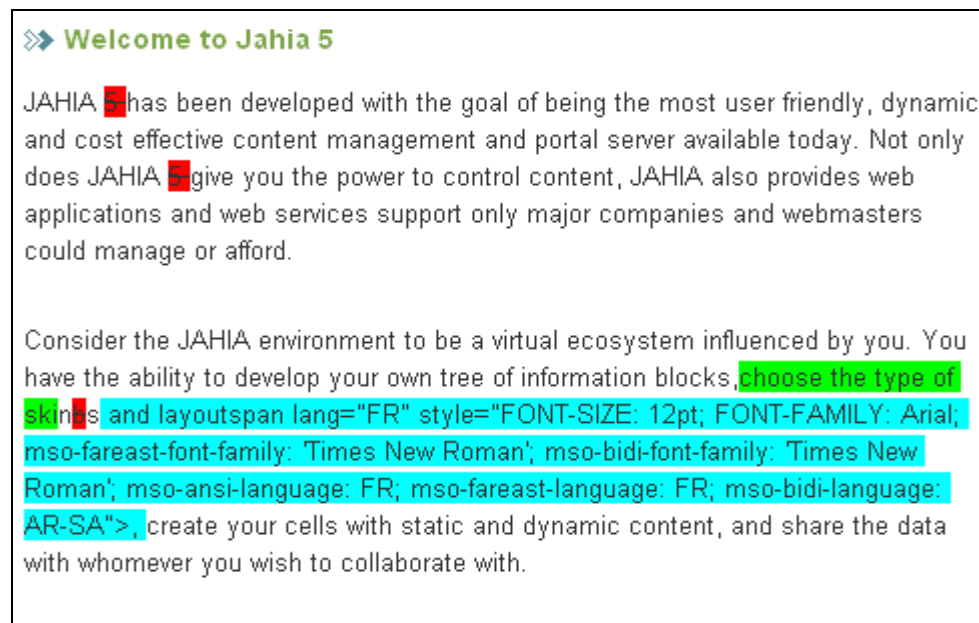 Welcome to Jahia 5
JAHIA 5 has been developed with the goal of being the most user friendly, dynamic
and cost effective content management and portal server available today. Not only
does JAHIA 5 give you the power to control content, JAHIA also provides web
applications and web services support only major companies and webmasters
could manage or afford.
Consider the JAHIA environment to be a virtual ecosystem influenced by you. You
have the ability to develop your own tree of information blocks,choose the type of
skinss and layoutspan lang="FR" style="FONT-SIZE: 12pt; FONT-FAMILY: Arial;
mso-fareast-font-family: 'Times New Roman'; mso-bidi-font-family: 'Times New
Roman'; mso-ansi-language: FR; mso-fareast-language: FR; mso-bidi-language:
AR-SA">, create your cells with static and dynamic content, and share the data
with whomever you wish to collaborate with.